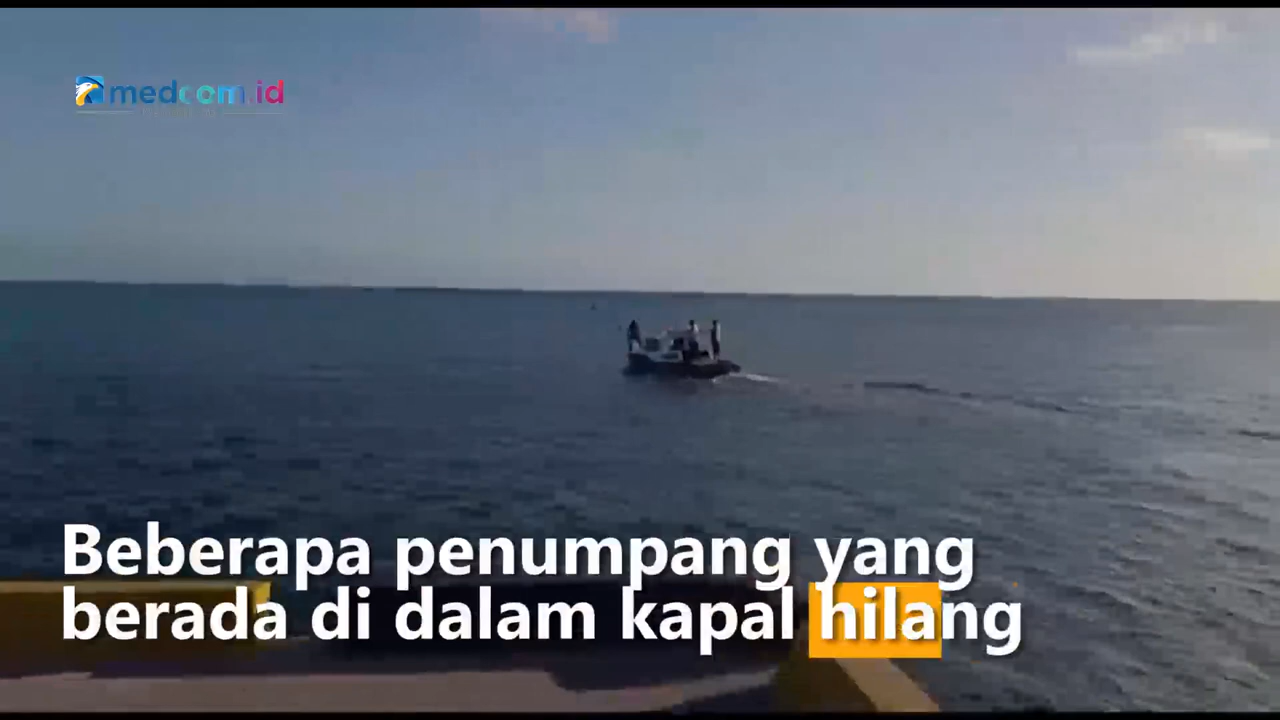 medcom.id
Beberapa penumpang yang
berada di dalam kapal hilang